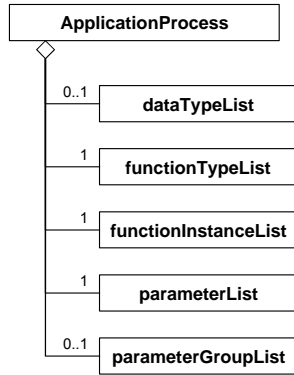 ApplicationProcess
0..1
dataTypeList
1
functionTypeList
1
functionInstanceList
1
parameterList
0..1
parameterGroupList